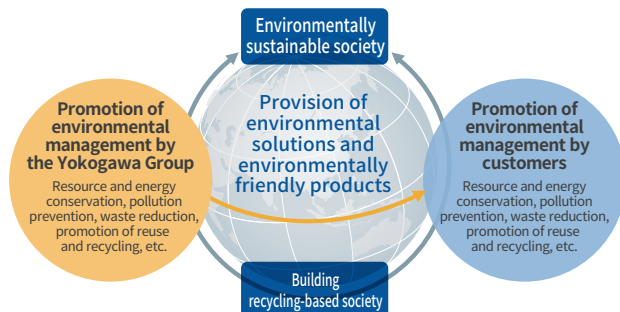 Environmentally
sustainable society
Promotion of
environmental
management by
the Yokogawa Group
Resource and energy
conservation, pollution
prevention, waste reduction,
promotion of reuse
and recycling, etc.
Provision of
environmental
solutions and
environmentally
friendly products
Promotion of
environmental
management by
customers
Resource and energy
conservation, pollution
prevention, waste reduction,
promotion of reuse
and recycling, etc.
Building
recycling-based society